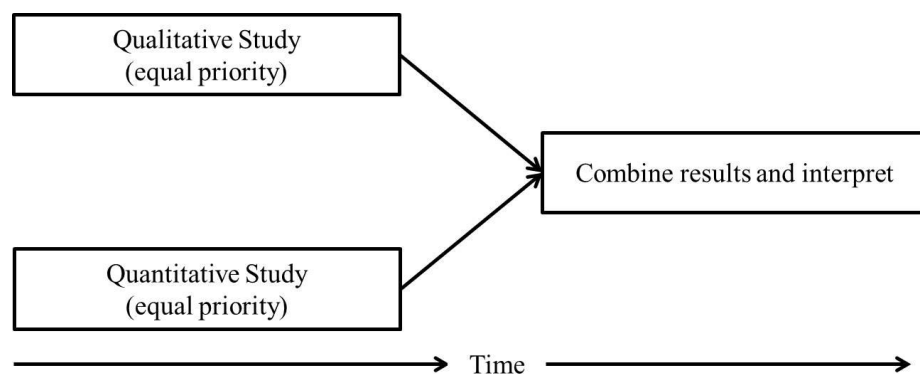 Qualitative Study
(equal priority)
Combine results and interpret
Quantitative Study
(equal priority)
Time